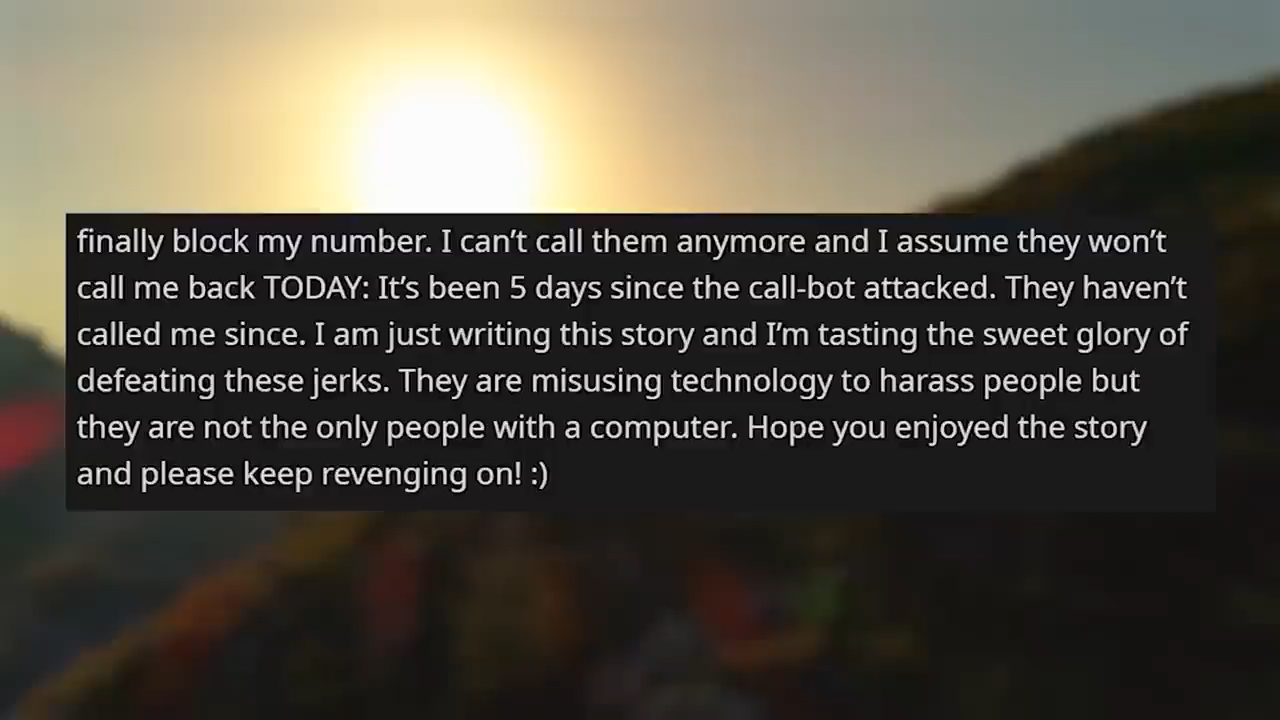 finally block my number. I can’t call them anymore and I assume they won’t
call me back TODAY: It’s been 5 days since the call-bot attacked. They haven’t
called me since. I am just writing this story and I’m tasting the sweet glory of
defeating these jerks. They are misusing technology to harass people but
they are not the only people with a computer. Hope you enjoyed the story
and please keep revenging on! :)